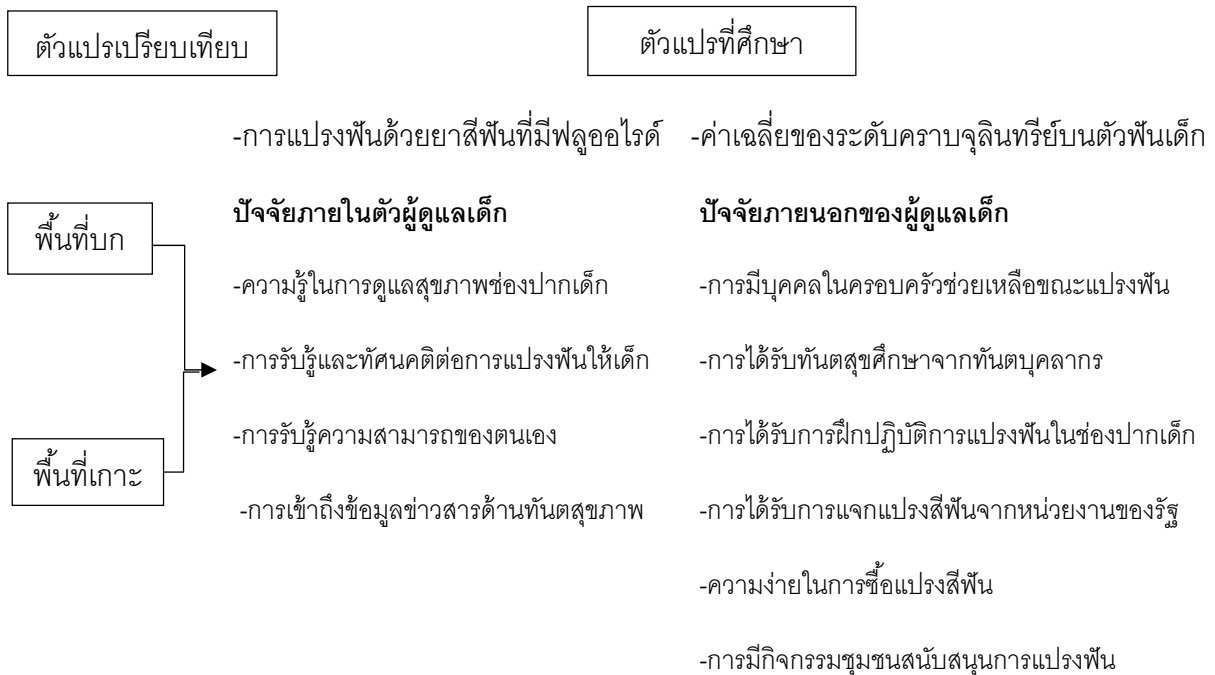 ตัวแปรเปรียบเทียบ
ตัวแปรที่ศึกษา
-การแปรงฟันด้วยยาสีฟันที่มีฟลูออไรด์
-ค่าเฉลี่ยของระดับคราบจุลินทรีย์บนตัวฟันเด็ก
พื้นที่บก
พื้นที่เกาะ
ปัจจัยภายในตัวผู้ดูแลเด็ก
-ความรู้ในการดูแลสุขภาพช่องปากเด็ก
-การรับรู้และทัศนคติต่อการแปรงฟันให้เด็ก
-การรับรู้ความสามารถของตนเอง
-การเข้าถึงข้อมูลข่าวสารด้านทันตสุขภาพ
ปัจจัยภายนอกของผู้ดูแลเด็ก
-การมีบุคคลในครอบครัวช่วยเหลือขณะแปรงฟัน
-การได้รับทันตสุขศึกษาจากทันตบุคลากร
-การได้รับการฝึกปฏิบัติการแปรงฟันในช่องปากเด็ก
-การได้รับการแจกแปรงสีฟันจากหน่วยงานของรัฐ
-ความง่ายในการซื้อแปรงสีฟัน
-การมีกิจกรรมชุมชนสนับสนุนการแปรงฟัน